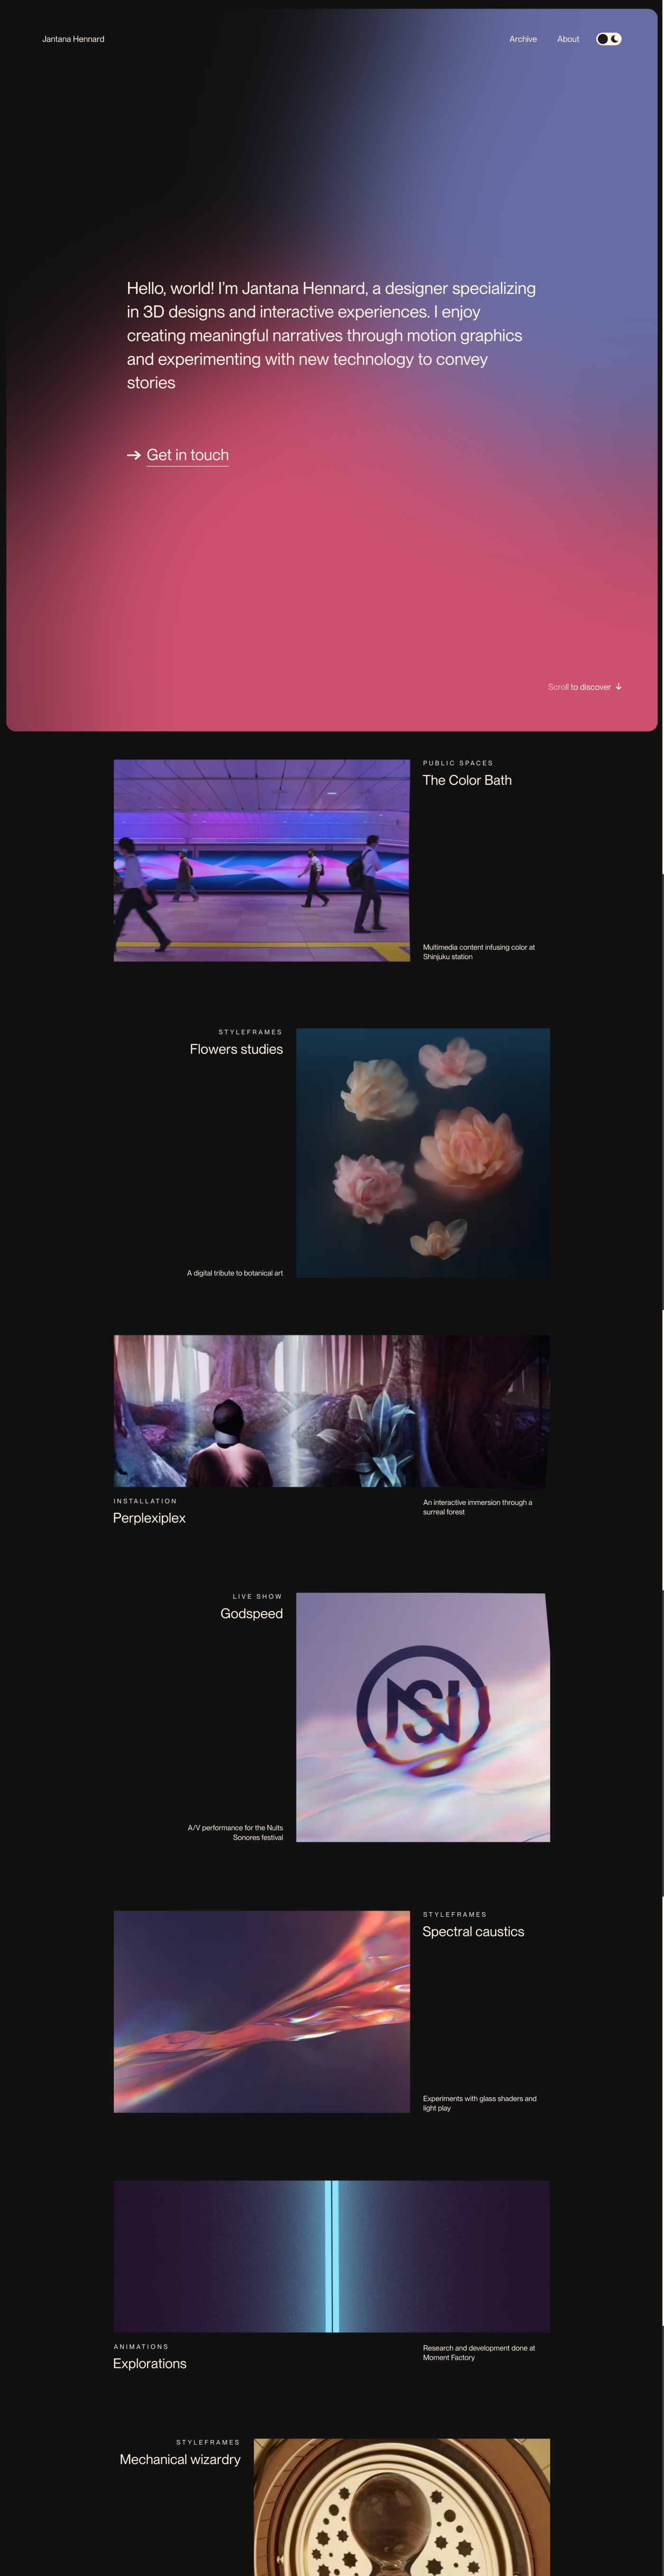 Jantana Hennard
Archive
About
Hello, world! I'm Jantana Hennard, a designer specializing
in 3D designs and interactive experiences. I enjoy
creating meaningful narratives through motion graphics
and experimenting with new technology to convey
stories
Get in touch
Scroll to discover
PUBLIC SPACES
The Color Bath
Multimedia content infusing color at
Shinjuku station
STYLEFRAMES
Flowers studies
A digital tribute to botanical art
INSTALLATION
Perplexiplex
An interactive immersion through a
surreal forest
LIVE SHOW
Godspeed
NS
A/V performance for the Nuits
Sonores festival
STYLEFRAMES
Spectral caustics
Experiments with glass shaders and
light play
ANIMATIONS
Explorations
Research and development done at
Moment Factory
STYLEFRAMES
Mechanical wizardry